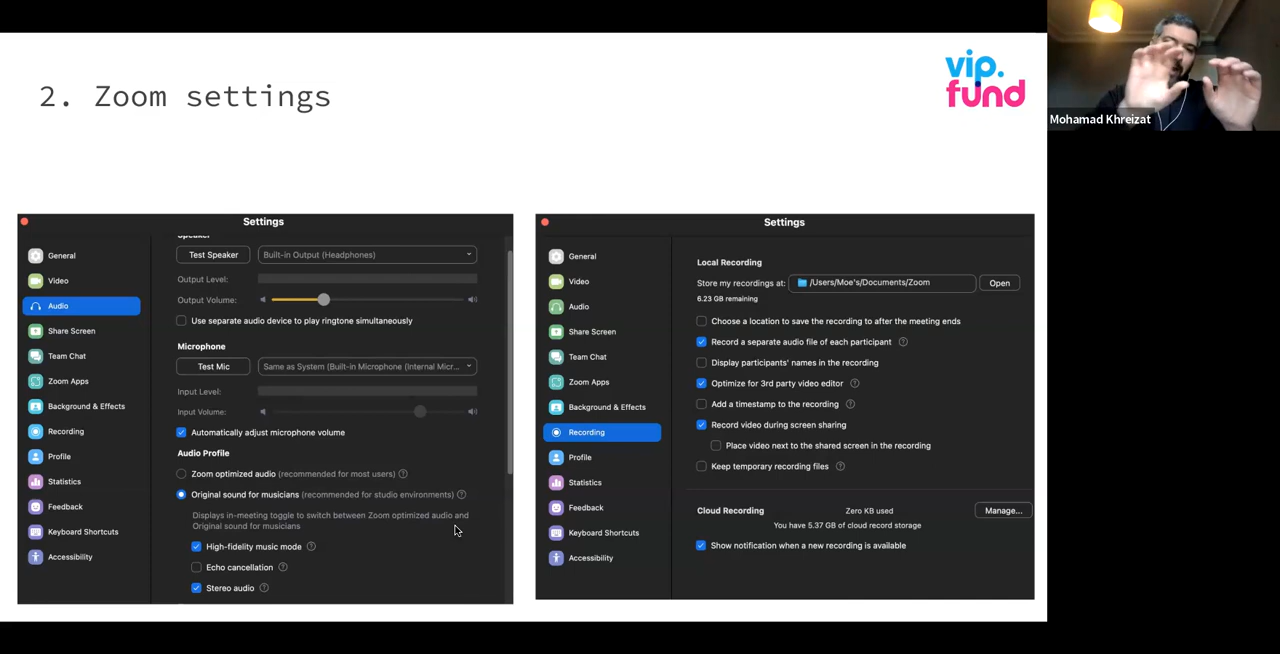 2. Zoom settings
vip.
fund
Mohamad Khreizat
Settings
General
Video
Audio
Share Screen
Team Chat
Zoom Apps
Background & Effects
Recording
Profile
Statistics
Feedback
Keyboard Shortcuts
Accessibility
Speaker
Test Speaker
Built-in Output (Headphones)
Output Level:
Output Volume:
Use separate audio device to play ringtone simultaneously
Microphone
Test Mic
Same as System (Built-in Microphone (Internal Micr...
Input Level:
Input Volume:
Automatically adjust microphone volume
Audio Profile
Zoom optimized audio (recommended for most users)
Original sound for musicians (recommended for studio environments)
Displays in-meeting toggle to switch between Zoom optimized audio and
Original sound for musicians
High-fidelity music mode
Echo cancellation
Stereo audio
Settings
General
Video
Audio
Share Screen
Team Chat
Zoom Apps
Background & Effects
Recording
Profile
Statistics
Feedback
Keyboard Shortcuts
Accessibility
Local Recording
Store my recordings at: /Users/Moe's/Documents/Zoom Open
6.23 GB remaining
Choose a location to save the recording to after the meeting ends
Record a separate audio file of each participant
Display participants' names in the recording
Optimize for 3rd party video editor
Add a timestamp to the recording
Record video during screen sharing
Place video next to the shared screen in the recording
Keep temporary recording files
Cloud Recording Zero KB used Manage...
You have 5.37 GB of cloud record storage
Show notification when a new recording is available